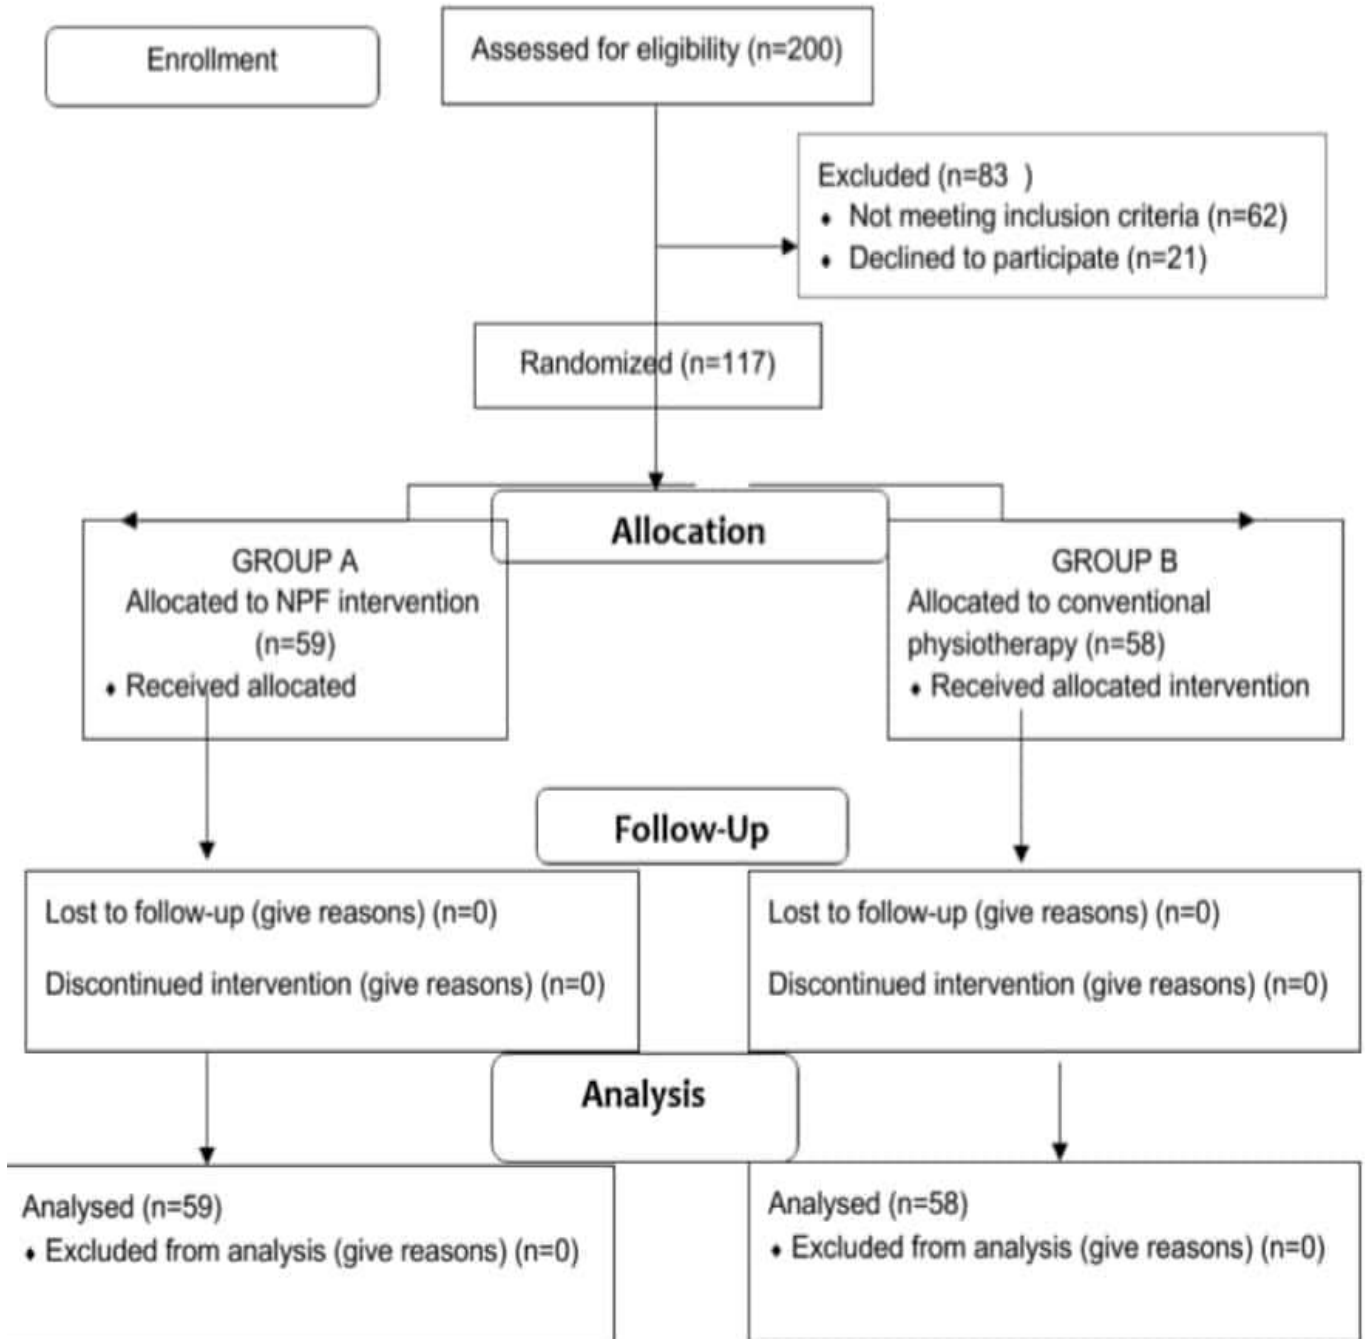 Enrollment
Assessed for eligibility (n=200)
Excluded (n=83  )
♦ Not meeting inclusion criteria (n=62)
♦ Declined to participate (n=21)
Randomized (n=117)
Allocation
GROUP A
Allocated to NPF intervention
(n=59)
♦ Received allocated
GROUP B
Allocated to conventional
physiotherapy (n=58)
♦ Received allocated intervention
Follow-Up
Lost to follow-up (give reasons) (n=0)
Discontinued intervention (give reasons) (n=0)
Lost to follow-up (give reasons) (n=0)
Discontinued intervention (give reasons) (n=0)
Analysis
Analysed (n=59)
♦ Excluded from analysis (give reasons) (n=0)
Analysed (n=58)
♦ Excluded from analysis (give reasons) (n=0)